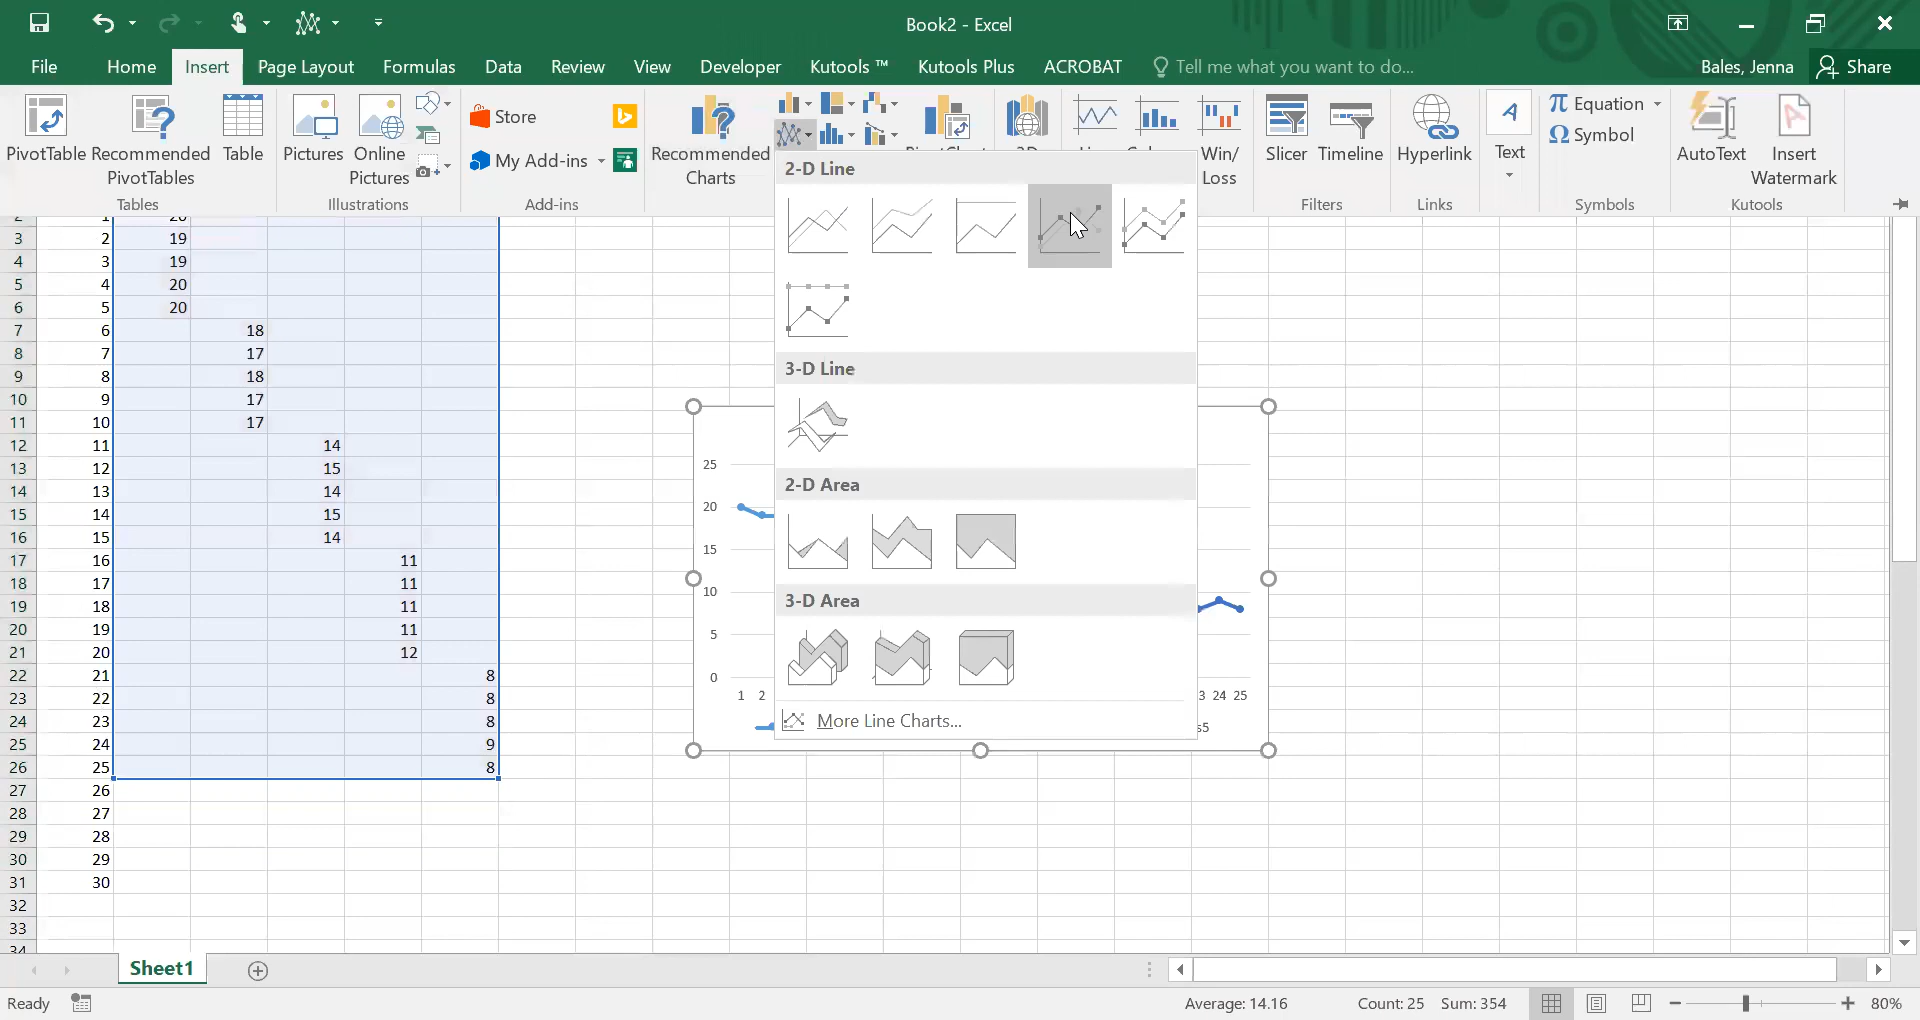 Book2 - Excel
File Home Insert Page Layout Formulas Data Review View Developer Kutools ™ Kutools Plus ACROBAT Tell me what you want to do... Bales, Jenna Share
PivotTable Recommended PivotTables Table
Tables
Pictures Online Pictures
Illustrations
Store
My Add-ins
Add-ins
Recommended Charts
Win/ Loss
Slicer Timeline
Filters
Hyperlink
Links
Text
π Equation
Ω Symbol
Symbols
AutoText Insert Watermark
Kutools
2-D Line
3-D Line
2-D Area
3-D Area
More Line Charts...
3 2 19
4 3 19
5 4 20
6 5 20
7 6 18
8 7 17
9 8 18
10 9 17
11 10 17
12 11 14
13 12 15
14 13 14
15 14 15
16 15 14
17 16 11
18 17 11
19 18 11
20 19 11
21 20 12
22 21 8
23 22 8
24 23 8
25 24 9
26 25 8
27 26
28 27
29 28
30 29
31 30
32
33
34
25
20
15
10
5
0
1 2 3 24 25
s5
Sheet1
Ready Average: 14.16 Count: 25 Sum: 354 80%